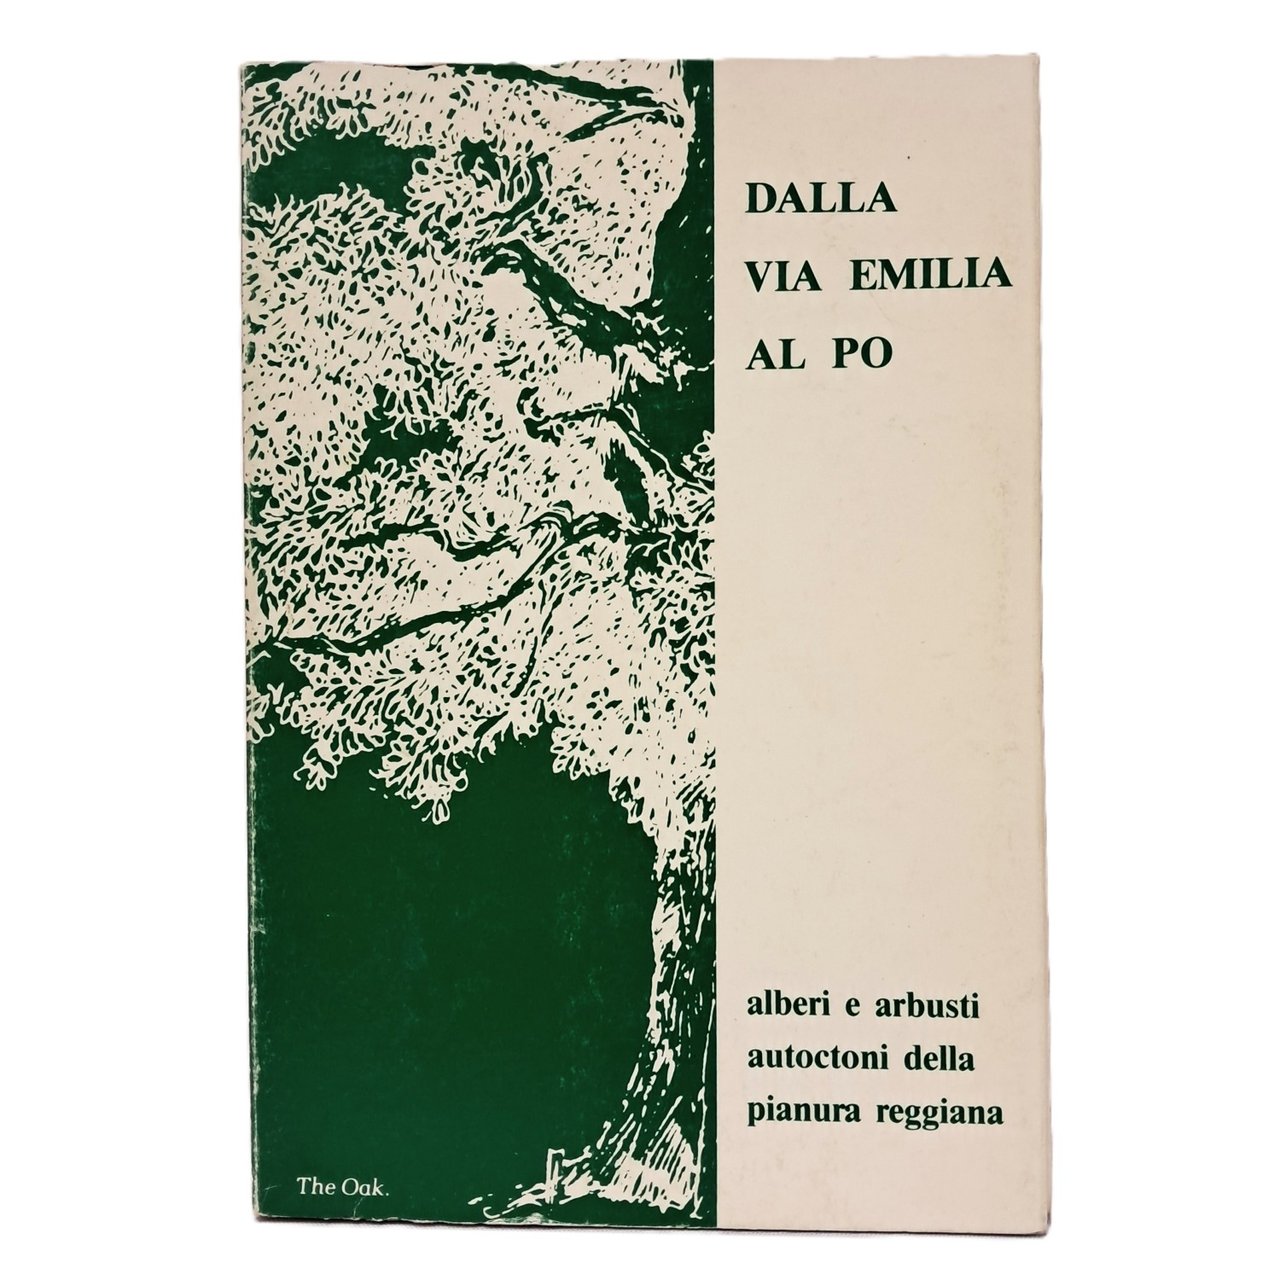 DALLA
VIA EMILIA
AL PO
alberi e arbusti
autoctoni della
pianura reggiana
The Oak.